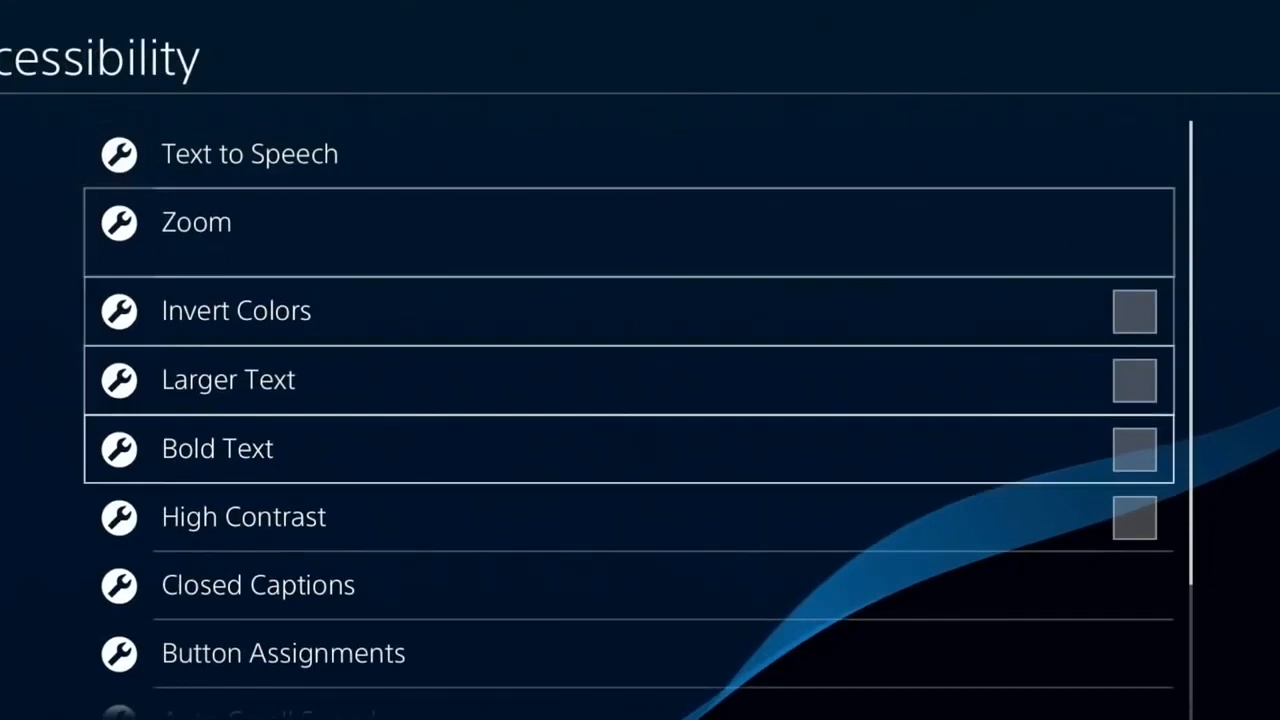 cessibility
Text to Speech
Zoom
Invert Colors
Larger Text
Bold Text
High Contrast
Closed Captions
Button Assignments